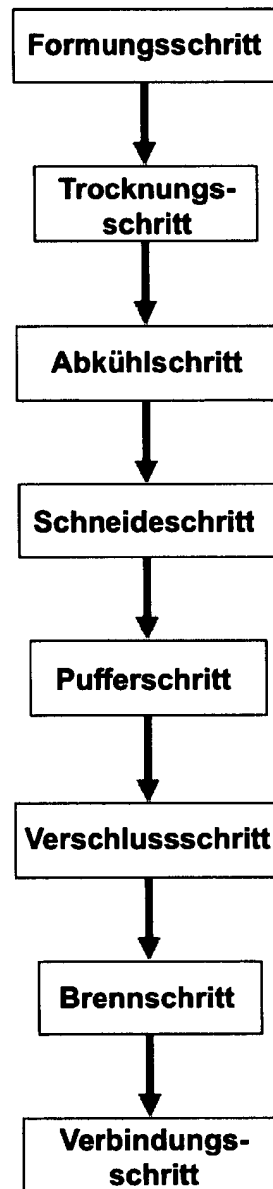 Formungsschritt
Trocknungs-
schritt
Abkühlschritt
Schneideschritt
Pufferschritt
Verschlussschritt
Brennschritt
Verbindungs-
schritt